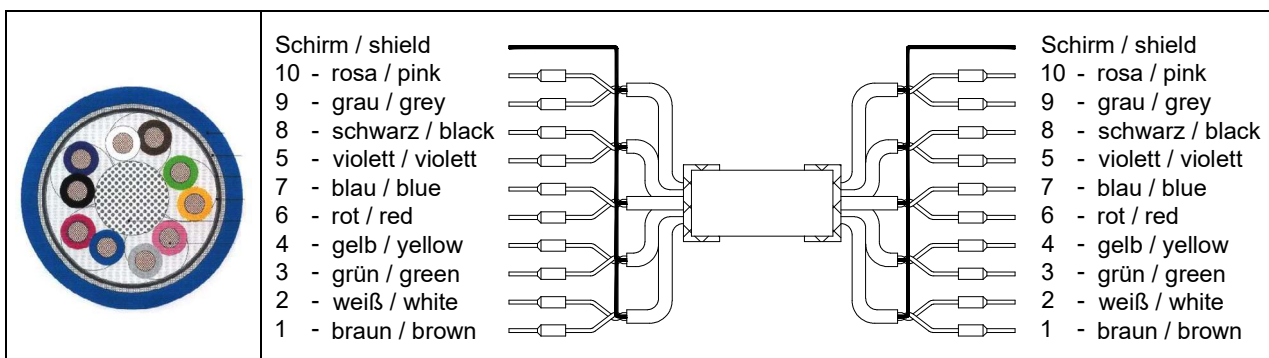 Schirm / shield
10 - rosa / pink
9 - grau / grey
8 - schwarz / black
5 - violett / violett
7 - blau / blue
6 - rot / red
4 - gelb / yellow
3 - grün / green
2 - weiß / white
1 - braun / brown
Schirm / shield
10 - rosa / pink
9 - grau / grey
8 - schwarz / black
5 - violett / violett
7 - blau / blue
6 - rot / red
4 - gelb / yellow
3 - grün / green
2 - weiß / white
1 - braun / brown